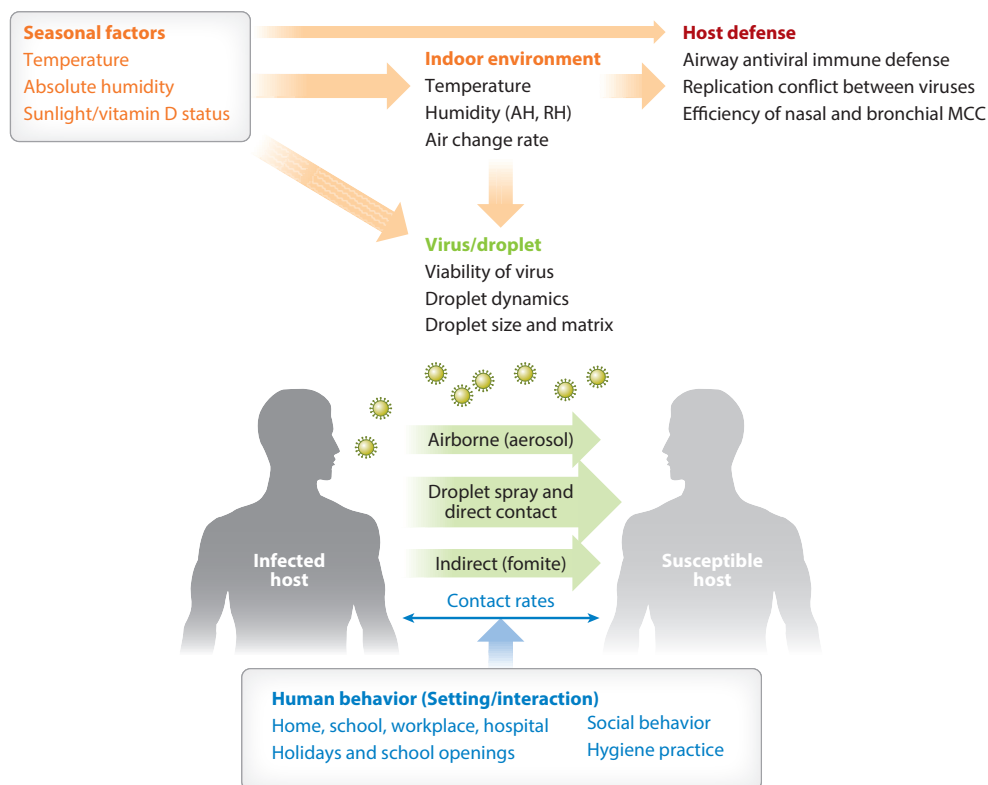 Seasonal factors
Temperature
Absolute humidity
Sunlight/vitamin D status
Indoor environment
Temperature
Humidity (AH, RH)
Air change rate
Host defense
Airway antiviral immune defense
Replication conflict between viruses
Efficiency of nasal and bronchial MCC
Virus/droplet
Viability of virus
Droplet dynamics
Droplet size and matrix
Airborne (aerosol)
Droplet spray and
direct contact
Indirect (fomite)
Infected
host
Susceptible
host
Contact rates
Human behavior (Setting/interaction)
Home, school, workplace, hospital
Holidays and school openings
Social behavior
Hygiene practice